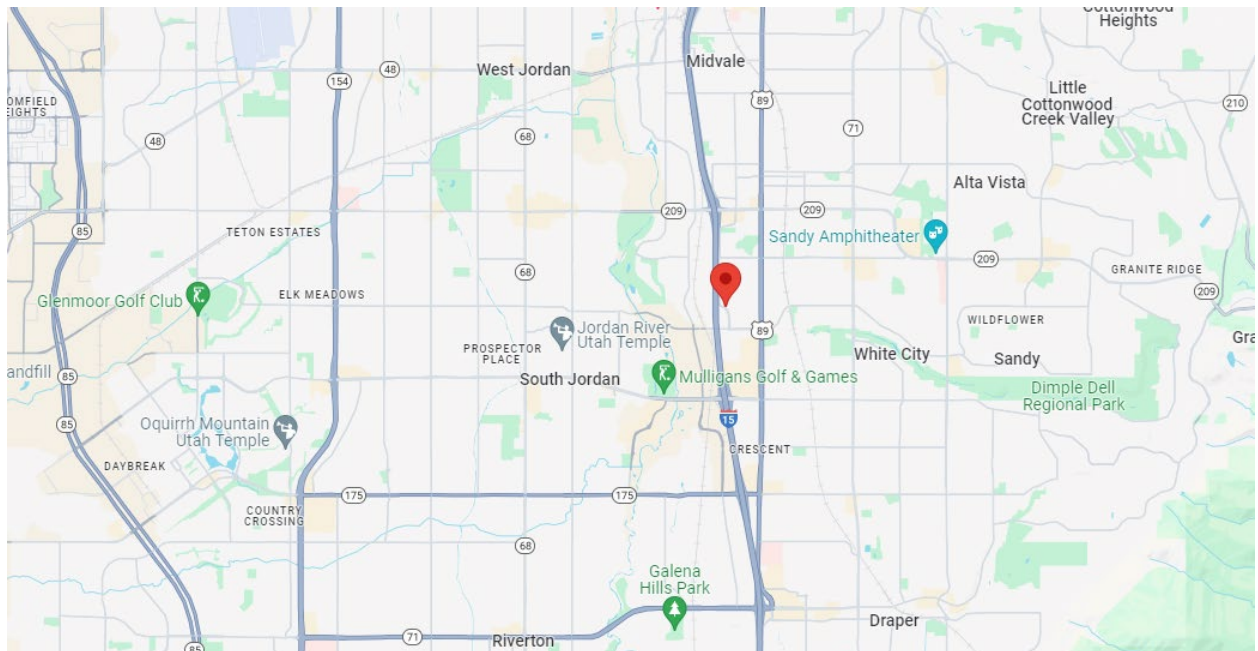 Cottonwood
Heights
48
West Jordan
Midvale
154
89
Little
Cottonwood
Creek Valley
210
OMFIELD
EIGHTS
48
68
71
Alta Vista
209
209
85
TETON ESTATES
Sandy Amphitheater
68
209
GRANITE RIDGE
209
Glenmoor Golf Club
ELK MEADOWS
Jordan River
Utah Temple
PROSPECTOR
PLACE
89
WILDFLOWER
Gra
White City
Sandy
andfill
85
South Jordan
Mulligans Golf & Games
Dimple Dell
Regional Park
85
Oquirrh Mountain
Utah Temple
15
CRESCENT
DAYBREAK
175
175
COUNTRY
CROSSING
68
Galena
Hills Park
71
Riverton
Draper
85